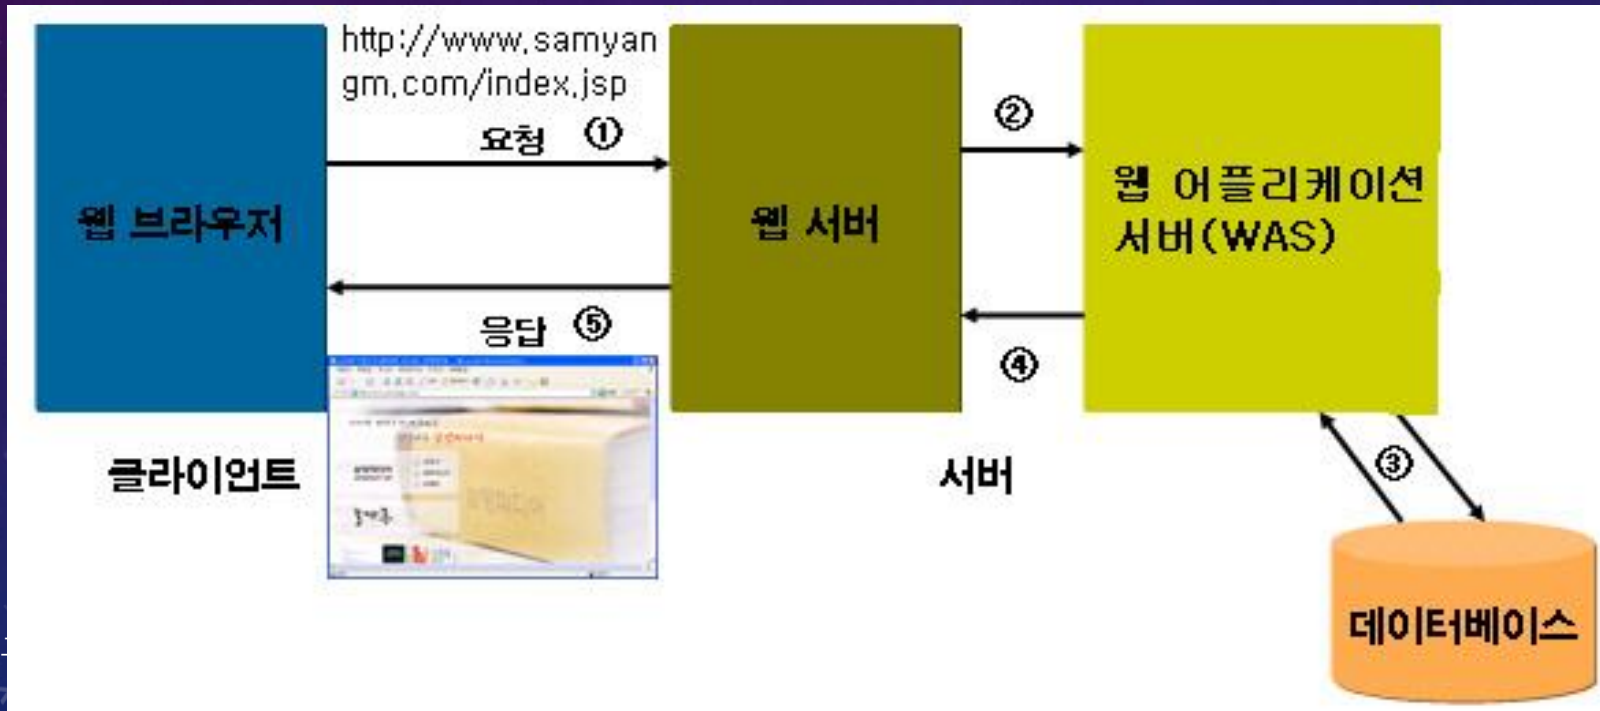 http://www.samyan
gm.com/index.jsp
요청 ①
②
웹 브라우저
웹 서버
웹 어플리케이션
서버(WAS)
응답 ⑤
④
클라이언트
서버
③
데이터베이스